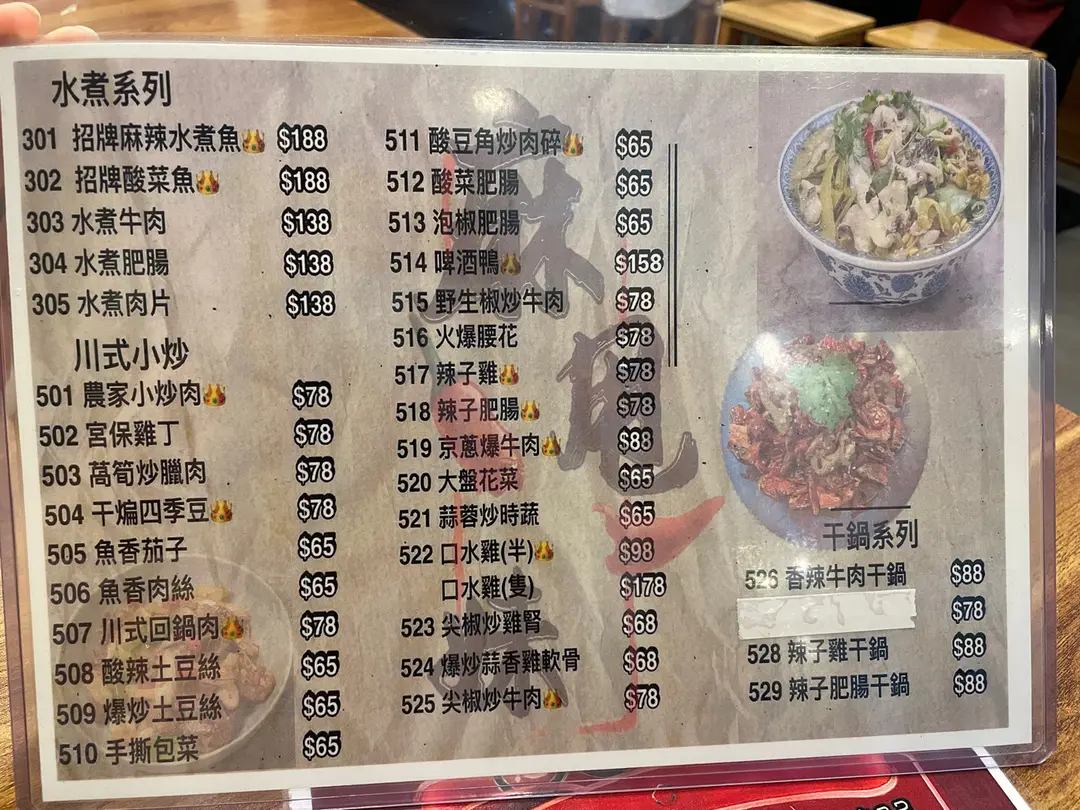 水煮系列
301 招牌麻辣水煮魚 $188
302 招牌酸菜魚 $188
303 水煮牛肉 $138
304 水煮肥腸 $138
305 水煮肉片 $138
川式小炒
501 農家小炒肉 $78
502 宮保雞丁 $78
503 萵筍炒臘肉 $78
504 干煸四季豆 $78
505 魚香茄子 $65
506 魚香肉絲 $65
507 川式回鍋肉 $78
508 酸辣土豆絲 $65
509 爆炒土豆絲 $65
510 手撕包菜 $65
511 酸豆角炒肉碎 $65
512 酸菜肥腸 $65
513 泡椒肥腸 $65
514 啤酒鴨 $158
515 野生椒炒牛肉 $78
516 火爆腰花 $78
517 辣子雞 $78
518 辣子肥腸 $78
519 京蔥爆牛肉 $88
520 大盤花菜 $65
521 蒜蓉炒時蔬 $65
522 口水雞(半) $98
口水雞(隻) $178
523 尖椒炒雞腎 $68
524 爆炒蒜香雞軟骨 $68
525 尖椒炒牛肉 $78
干鍋系列
526 香辣牛肉干鍋 $88
$78
528 辣子雞干鍋 $88
529 辣子肥腸干鍋 $88